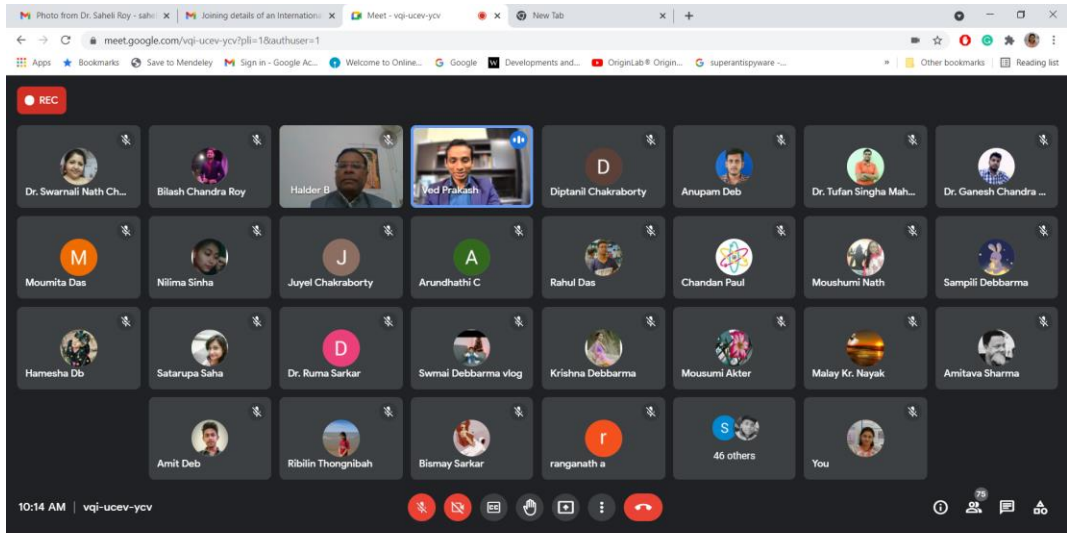 Photo from Dr. Saheli Roy - sahe
Joining details of an Internationa
Meet - vqi-ucev-ycv
New Tab
meet.google.com/vqi-ucev-ycv?pli=1&authuser=1
Apps Bookmarks Save to Mendeley Sign in - Google Ac... Welcome to Online... Google Developments and... OriginLab® Origin... superantispyware -... » Other bookmarks Reading list
REC
Dr. Swarnali Nath Ch... Bilash Chandra Roy Halder B Ved Prakash Diptanil Chakraborty Anupam Deb Dr. Tufan Singha Mah... Dr. Ganesh Chandra ...
D
M J A
Moumita Das Nilima Sinha Juyel Chakraborty Arundhathi C Rahul Das Chandan Paul Moushumi Nath Sampili Debbarma
D
Hamesha Db Satarupa Saha Dr. Ruma Sarkar Swmai Debbarma vlog Krishna Debbarma Mousumi Akter Malay Kr. Nayak Amitava Sharma
r S
Amit Deb Ribilin Thongnibah Bismay Sarkar ranganath a 46 others You
10:14 AM | vqi-ucev-ycv
75